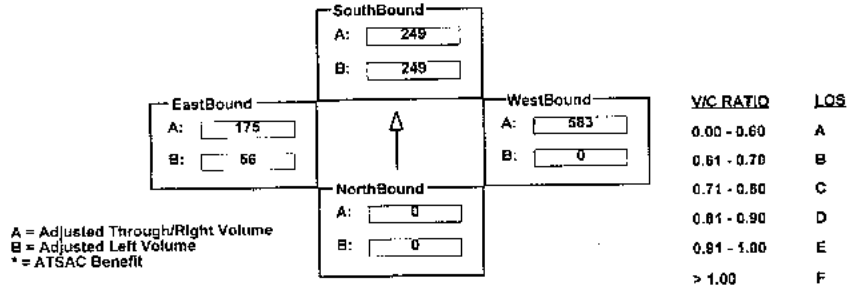 SouthBound
A: 249
B: 249
EastBound
A: 175
B: 56
WestBound
A: 583
B: 0
NorthBound
A: 0
B: 0
A = Adjusted Through/Right Volume
B = Adjusted Left Volume
* = ATSAC Benefit
V/C RATIO LOS
0.00 - 0.60 A
0.61 - 0.70 B
0.71 - 0.80 C
0.81 - 0.90 D
0.91 - 1.00 E
> 1.00 F